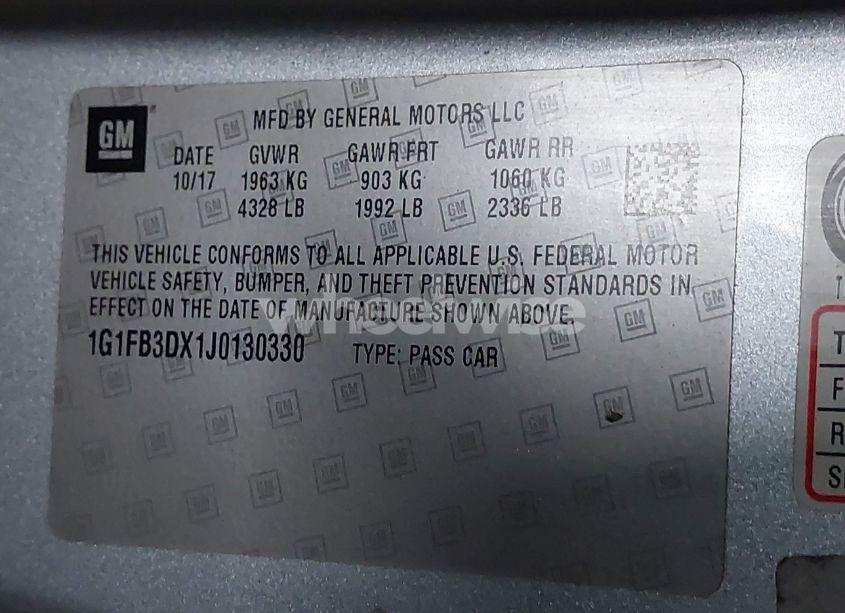 GM
MFD BY GENERAL MOTORS LLC
DATE GVWR GAWR FRT GAWR RR
10/17 1963 KG 903 KG 1060 KG
4328 LB 1992 LB 2336 LB
THIS VEHICLE CONFORMS TO ALL APPLICABLE U.S. FEDERAL MOTOR
VEHICLE SAFETY, BUMPER, AND THEFT PREVENTION STANDARDS IN
EFFECT ON THE DATE OF MANUFACTURE SHOWN ABOVE.
1G1FB3DX1J0130330 TYPE: PASS CAR